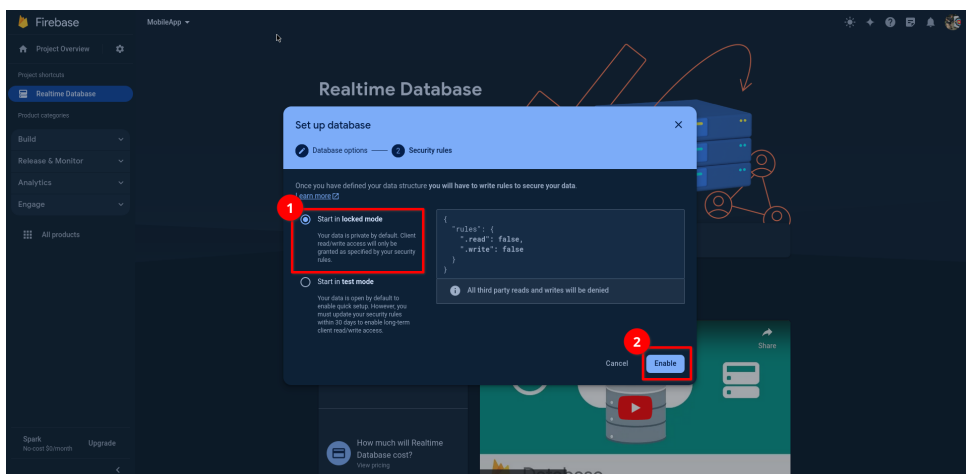 Firebase
MobileApp
Project Overview
Project shortcuts
Realtime Database
Product categories
Build
Release & Monitor
Analytics
Engage
All products
Spark
No-cost $0/month
Upgrade
Realtime Database
Set up database
Database options
2 Security rules
Once you have defined your data structure you will have to write rules to secure your data.
Learn more
1
Start in locked mode
Your data is private by default. Client
read/write access will only be
granted as specified by your security
rules.
Start in test mode
Your data is open by default to
enable quick setup. However, you
must update your security rules
within 30 days to enable long-term
client read/write access.
{
"rules": {
".read": false,
".write": false
}
}
All third party reads and writes will be denied
2
Cancel
Enable
Share
How much will Realtime
Database cost?
View pricing
Database